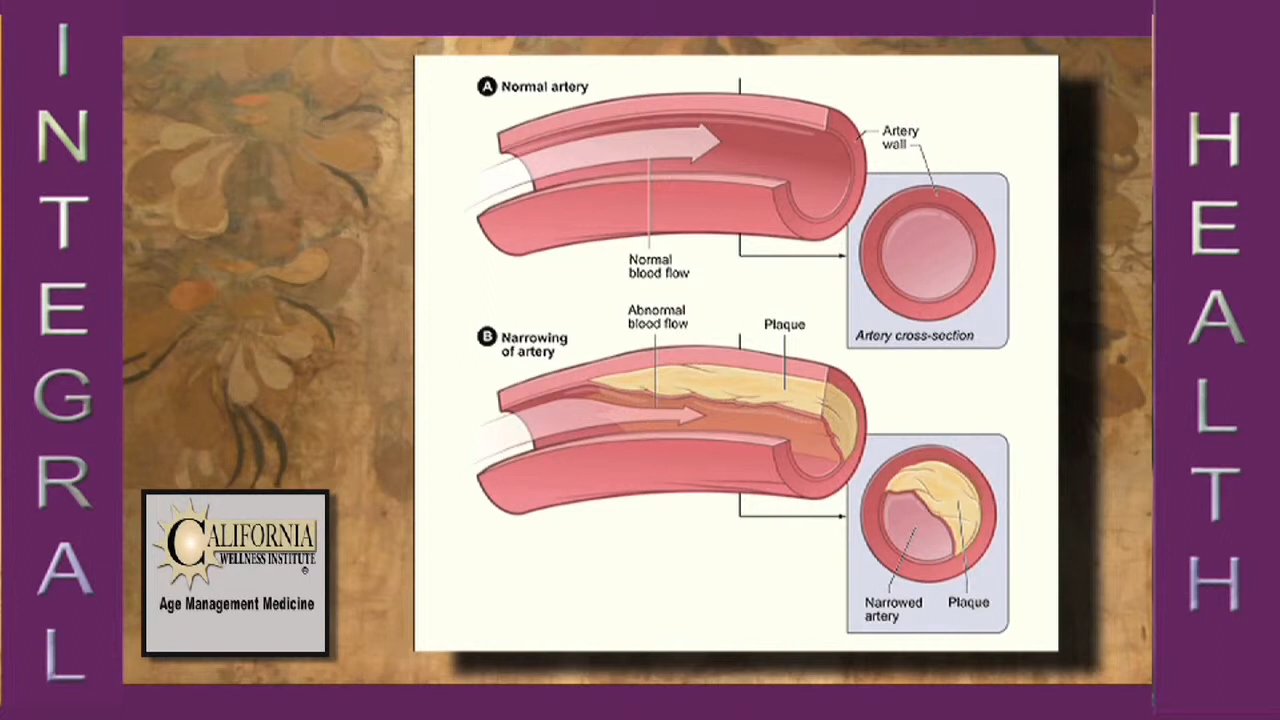 INTEGRAL
A Normal artery
Artery
wall
Normal
blood flow
Artery cross-section
Abnormal
blood flow
Plaque
B Narrowing
of artery
Narrowed
artery
Plaque
CALIFORNIA
WELLNESS INSTITUTE
®
Age Management Medicine
HEALTH